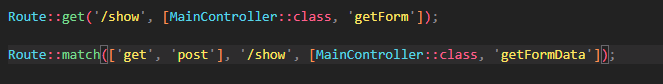 Route::get('/show', [MainController::class, 'getForm']);
Route::match(['get', 'post'], '/show', [MainController::class, 'getFormData']);